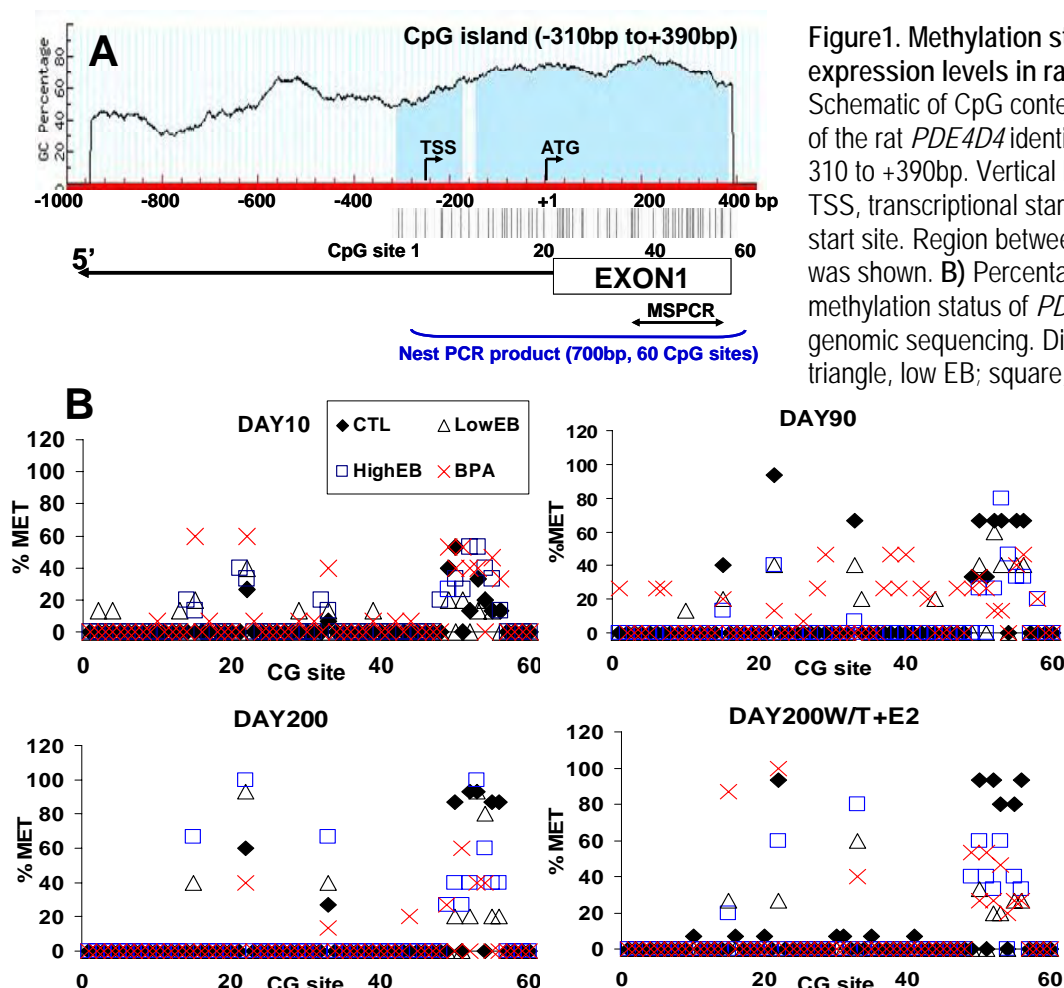 A
CpG island (-310bp to+390bp)
GC Percentage
0 20 40 60 80
TSS
ATG
-1000 -800 -600 -400 -200 +1 200 400 bp
CpG site 1 20 40 60
5'
EXON1
MSPCR
Nest PCR product (700bp, 60 CpG sites)
Figure1. Methylation st
expression levels in ra
Schematic of CpG conte
of the rat PDE4D4 identi
310 to +390bp. Vertical
TSS, transcriptional star
start site. Region betwee
was shown. B) Percenta
methylation status of PD
genomic sequencing. Di
triangle, low EB; square
B
DAY10
CTL LowEB
HighEB BPA
% MET
120
100
80
60
40
20
0
0 20 40 60
CG site
DAY90
%MET
120
100
80
60
40
20
0
0 20 40 60
CG site
DAY200
% MET
120
100
80
60
40
20
0
0 20 40 60
CG site
DAY200W/T+E2
% MET
120
100
80
60
40
20
0
0 20 40 60
CG site